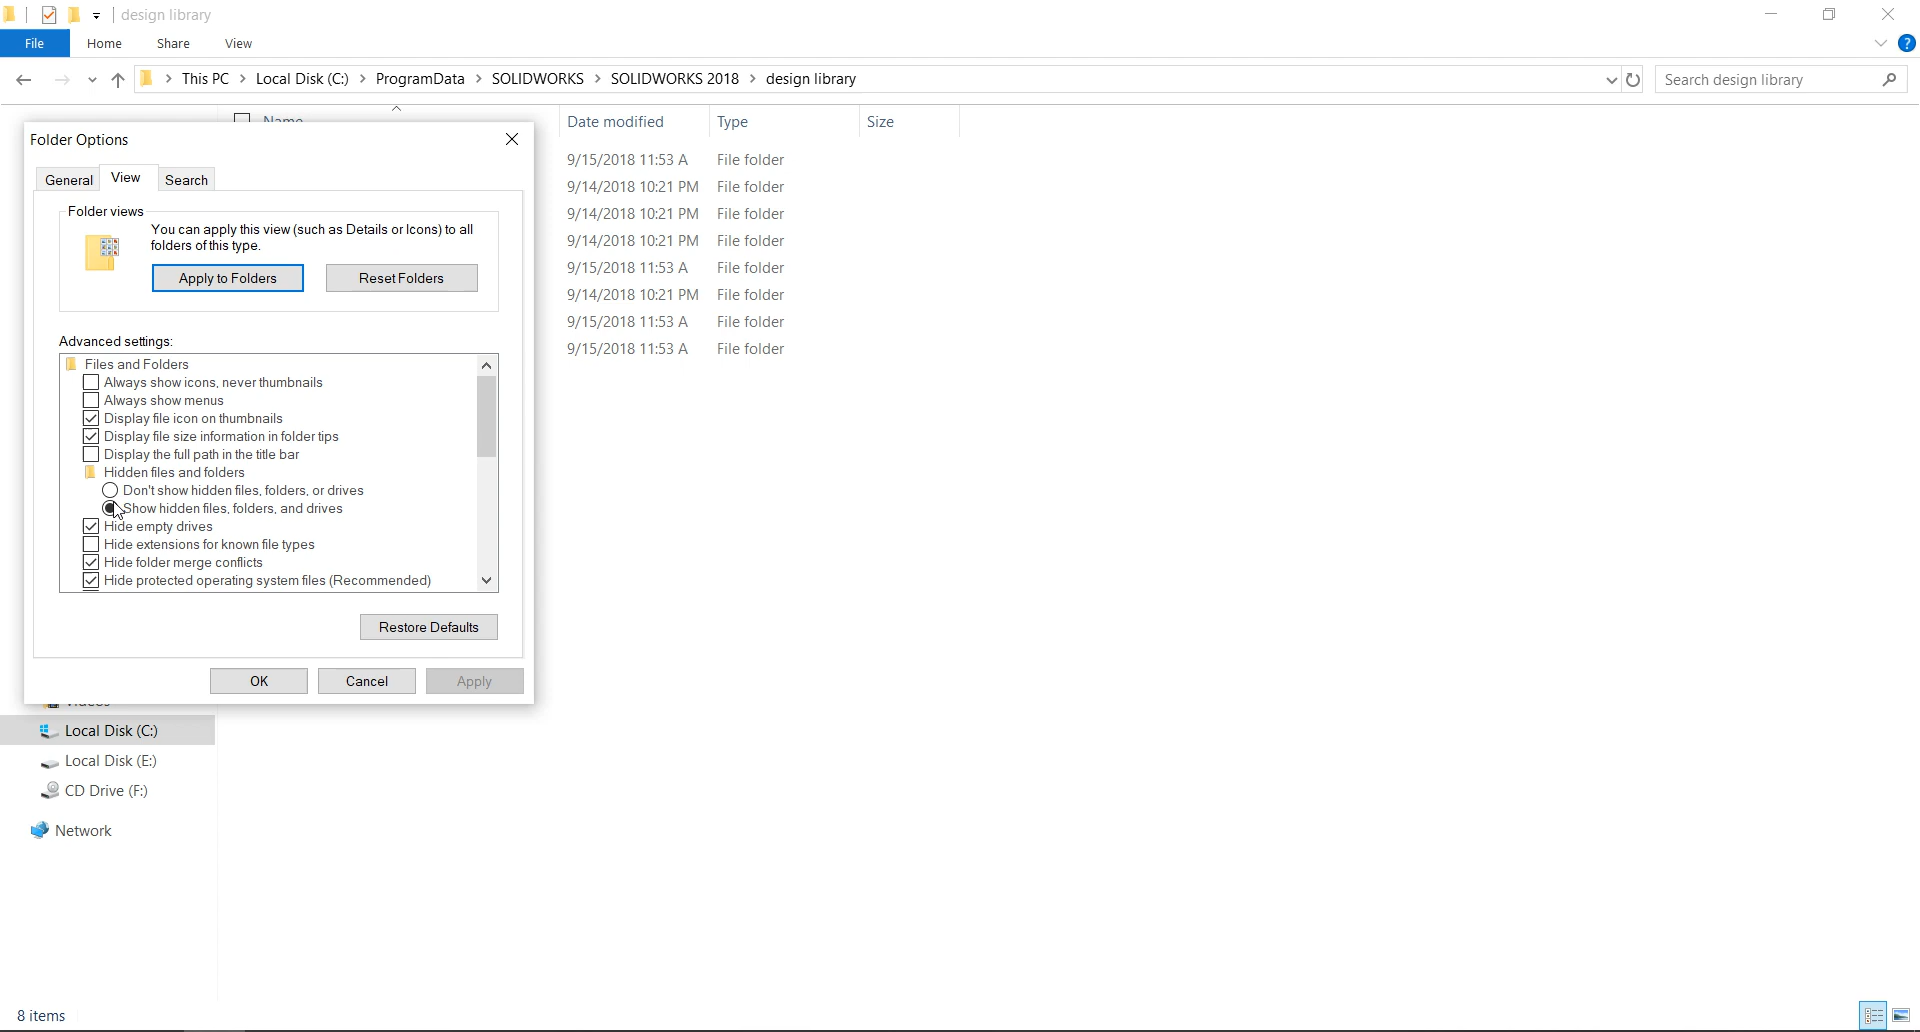 design library
File Home Share View
This PC > Local Disk (C:) > ProgramData > SOLIDWORKS > SOLIDWORKS 2018 > design library
Search design library
Name Date modified Type Size
9/15/2018 11:53 A File folder
9/14/2018 10:21 PM File folder
9/14/2018 10:21 PM File folder
9/14/2018 10:21 PM File folder
9/15/2018 11:53 A File folder
9/14/2018 10:21 PM File folder
9/15/2018 11:53 A File folder
9/15/2018 11:53 A File folder
Folder Options
General View Search
Folder views
You can apply this view (such as Details or Icons) to all
folders of this type.
Apply to Folders Reset Folders
Advanced settings:
Files and Folders
Always show icons, never thumbnails
Always show menus
Display file icon on thumbnails
Display file size information in folder tips
Display the full path in the title bar
Hidden files and folders
Don't show hidden files, folders, or drives
Show hidden files, folders, and drives
Hide empty drives
Hide extensions for known file types
Hide folder merge conflicts
Hide protected operating system files (Recommended)
Restore Defaults
OK Cancel Apply
Local Disk (C:)
Local Disk (E:)
CD Drive (F:)
Network
8 items